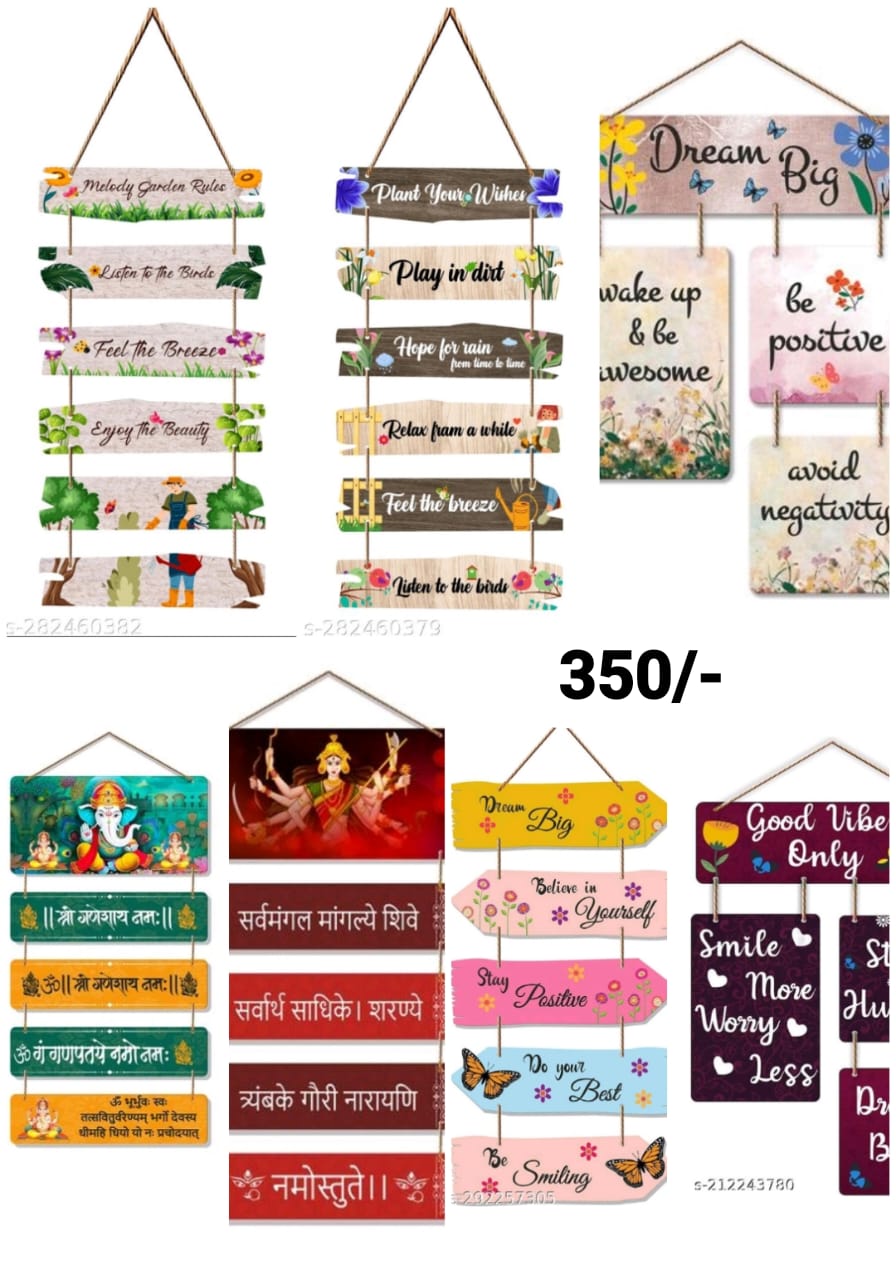 Melody Garden Rules
Listen to the Birds
Feel the Breeze
Enjoy the Beauty
s-282460382
Plant Your Wishes
Play in dirt
Hope for rain
from time to time
Relax fram a while
Feel the breeze
Listen to the birds
s-282460379
Dream
Big
wake up
& be
awesome
be
positive
avoid
negativity
350/-
|| श्री गणेशाय नमः ||
ॐ || श्री गणेशाय नमः ||
ॐ गं गणपतये नमो नमः
ॐ भूर्भुवः स्वः
तत्सवितुर्वरेण्यम् भर्गो देवस्य
धीमहि धियो यो नः प्रचोदयात्
सर्वमंगल मांगल्ये शिवे
सर्वार्थ साधिके। शरण्ये
त्र्यंबके गौरी नारायणि
नमोस्तुते।।
Dream
Big
Believe in
Yourself
Stay
Positive
Do your
Best
Be
Smiling
s-292257305
Good Vibe
Only
Smile
More
Worry
Less
St
Hu
Dr
B
s-212243780